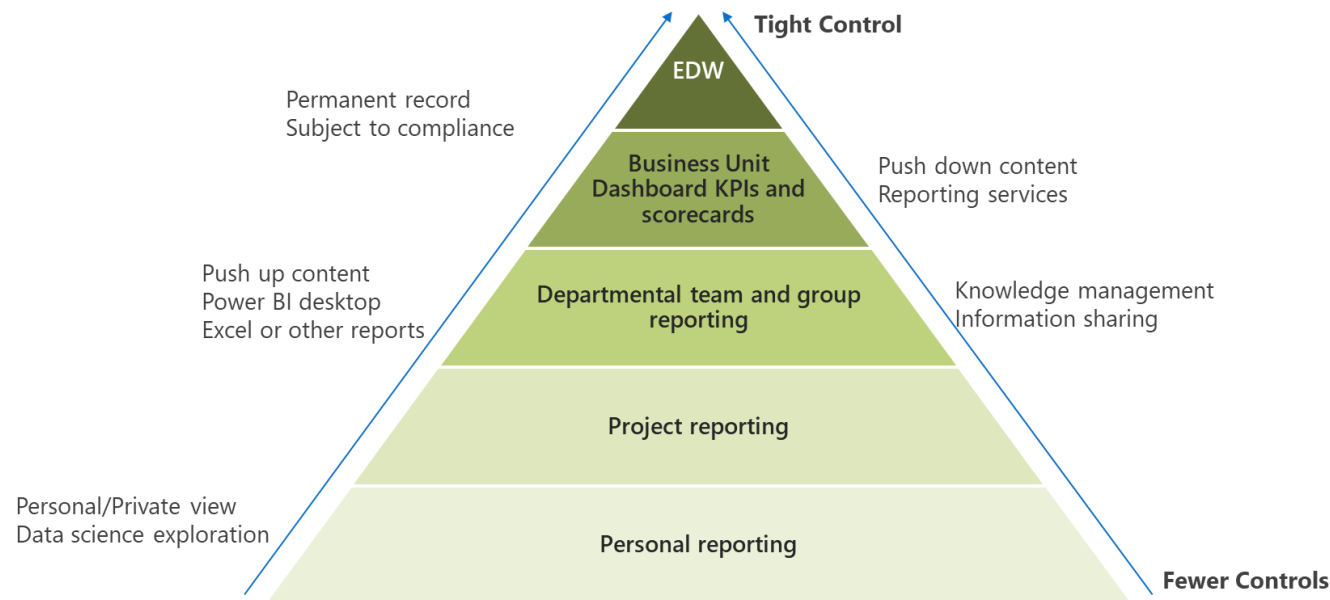 Tight Control
EDW
Permanent record
Subject to compliance
Business Unit
Dashboard KPIs and
scorecards
Push down content
Reporting services
Push up content
Power BI desktop
Excel or other reports
Departmental team and group
reporting
Knowledge management
Information sharing
Project reporting
Personal/Private view
Data science exploration
Personal reporting
Fewer Controls